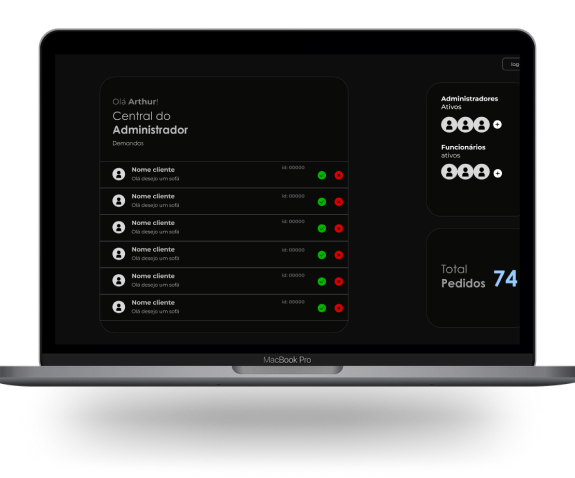 log
Olá Arthur!
Central do
Administrador
Demandas
Nome cliente
Id: 00000
Olá desejo um sofá
Nome cliente
Id: 00000
Olá desejo um sofá
Nome cliente
Id: 00000
Olá desejo um sofá
Nome cliente
Id: 00000
Olá desejo um sofá
Nome cliente
Id: 00000
Olá desejo um sofá
Nome cliente
Id: 00000
Olá desejo um sofá
Administradores
Ativos
Funcionários
ativos
Total
Pedidos 74
MacBook Pro